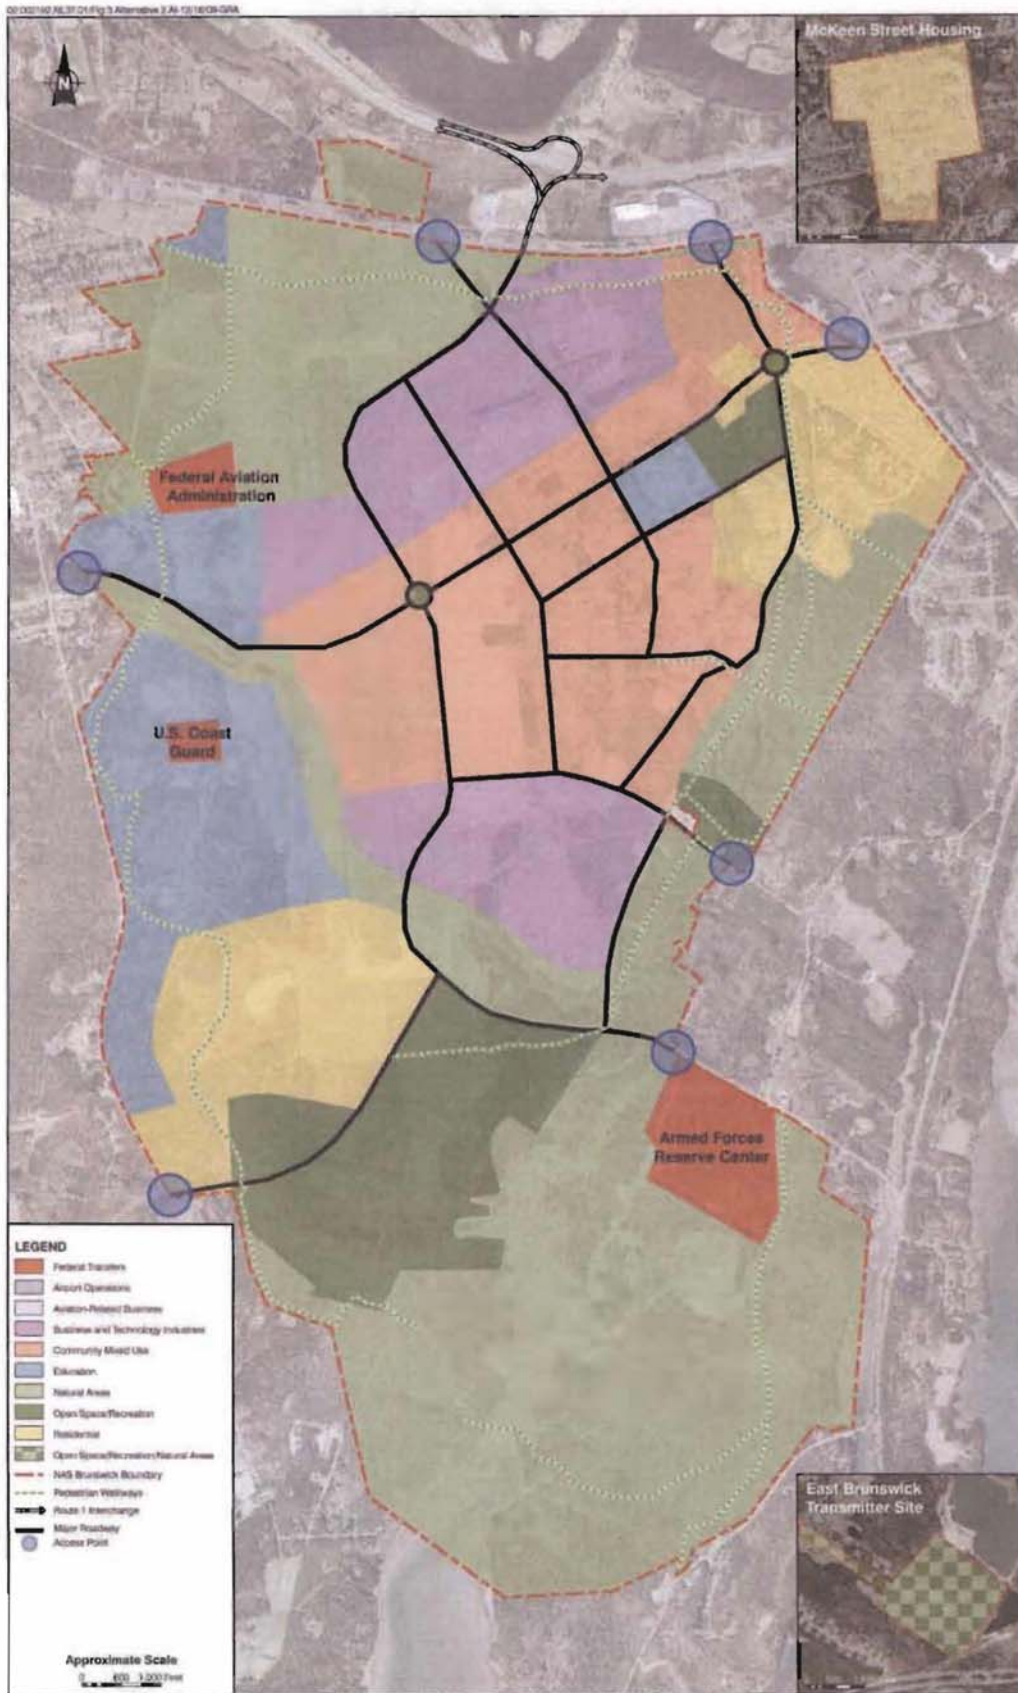 McKeen Street Housing
N
Federal Aviation
Administration
U.S. Coast
Guard
Armed Forces
Reserve Center
LEGEND
Federal Transfers
Airport Operations
Aviation-Related Business
Business and Technology Industries
Community Mixed Use
Education
Natural Areas
Open Space/Recreation
Residential
Open Space/Recreation/Natural Areas
NAS Brunswick Boundary
Pedestrian Walkways
Route 1 Interchange
Major Roadway
Access Point
Approximate Scale
East Brunswick
Transmitter Site